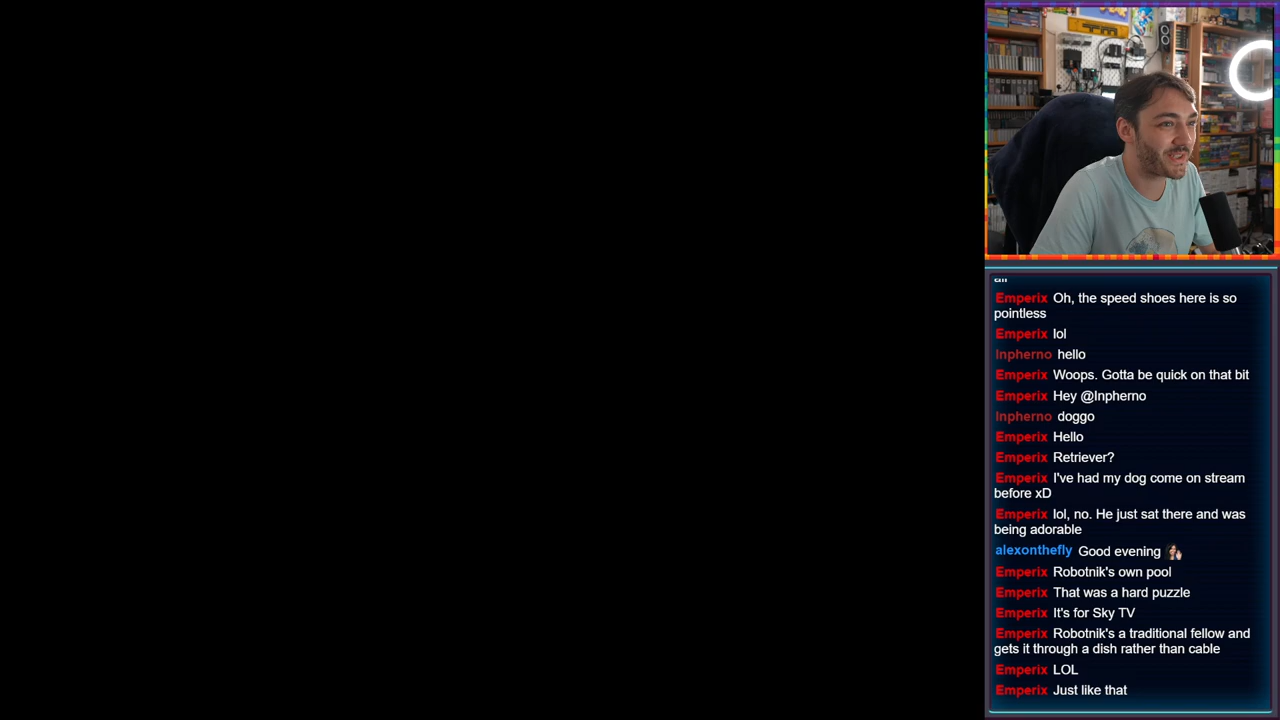 Emperix Oh, the speed shoes here is so
pointless
Emperix lol
Inpherno hello
Emperix Woops. Gotta be quick on that bit
Emperix Hey @Inpherno
Inpherno doggo
Emperix Hello
Emperix Retriever?
Emperix I've had my dog come on stream
before xD
Emperix lol, no. He just sat there and was
being adorable
alexonthefly Good evening
Emperix Robotnik's own pool
Emperix That was a hard puzzle
Emperix It's for Sky TV
Emperix Robotnik's a traditional fellow and
gets it through a dish rather than cable
Emperix LOL
Emperix Just like that